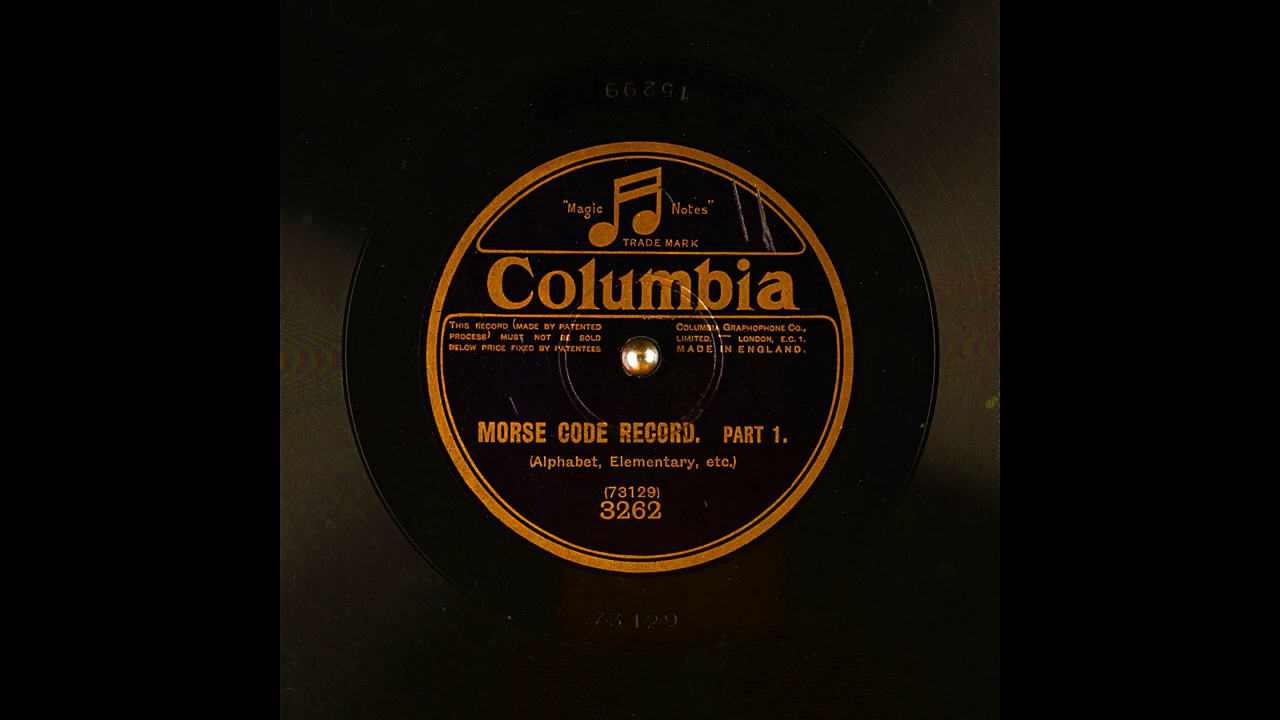 15299
"Magic Notes"
TRADE MARK
Columbia
THIS RECORD (MADE BY PATENTED
PROCESS) MUST NOT BE SOLD
BELOW PRICE FIXED BY PATENTEES
COLUMBIA GRAPHOPHONE CO.,
LIMITED. — LONDON, E.C. 1.
MADE IN ENGLAND.
MORSE CODE RECORD. PART 1.
(Alphabet, Elementary, etc.)
(73129)
3262
73129